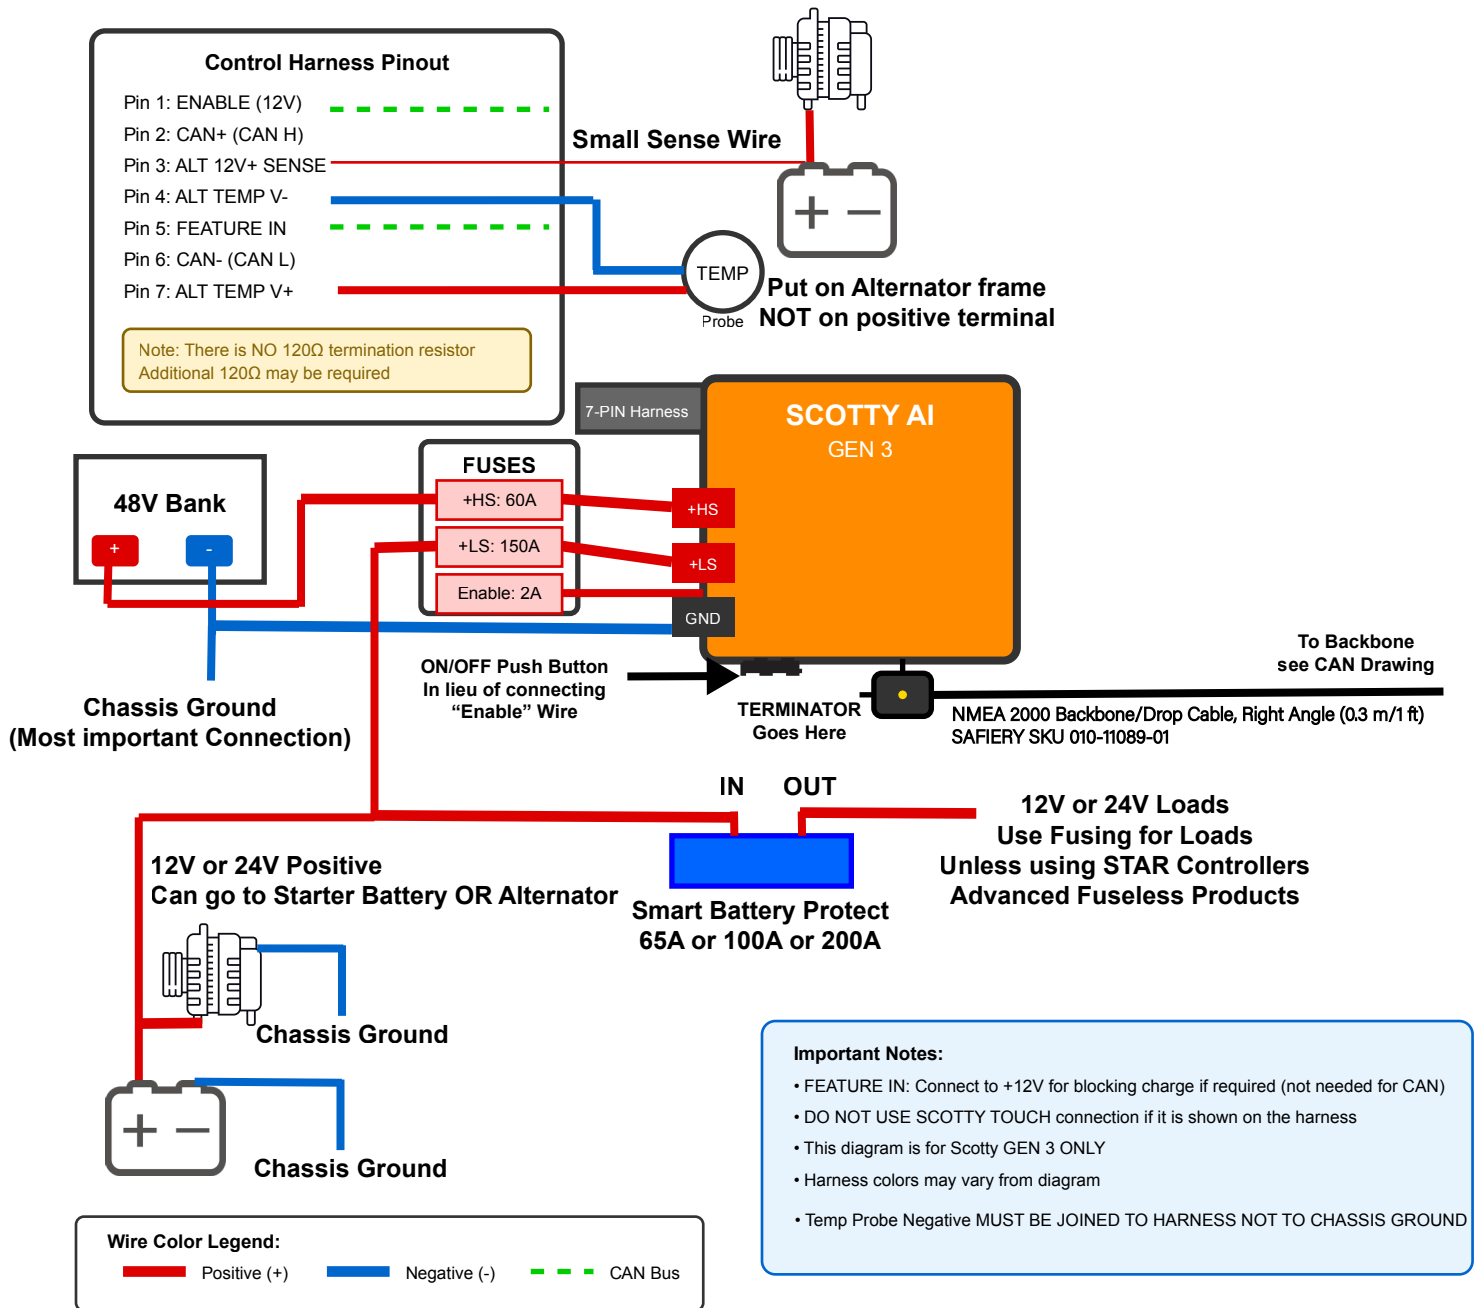 Control Harness Pinout
Pin 1: ENABLE (12V)
Pin 2: CAN+ (CAN H)
Pin 3: ALT 12V+ SENSE
Pin 4: ALT TEMP V-
Pin 5: FEATURE IN
Pin 6: CAN- (CAN L)
Pin 7: ALT TEMP V+
Note: There is NO 120Ω termination resistor
Additional 120Ω may be required
Small Sense Wire
+ −
TEMP
Probe
Put on Alternator frame
NOT on positive terminal
7-PIN Harness
SCOTTY AI
GEN 3
48V Bank
+
-
FUSES
+HS: 60A
+LS: 150A
Enable: 2A
+HS
+LS
GND
Chassis Ground
(Most important Connection)
ON/OFF Push Button
In lieu of connecting
“Enable” Wire
TERMINATOR
Goes Here
To Backbone
see CAN Drawing
NMEA 2000 Backbone/Drop Cable, Right Angle (0.3 m/1 ft)
SAFIERY SKU 010-11089-01
IN OUT
12V or 24V Loads
Use Fusing for Loads
Unless using STAR Controllers
Advanced Fuseless Products
12V or 24V Positive
Can go to Starter Battery OR Alternator
Smart Battery Protect
65A or 100A or 200A
Chassis Ground
+ −
Chassis Ground
Important Notes:
• FEATURE IN: Connect to +12V for blocking charge if required (not needed for CAN)
• DO NOT USE SCOTTY TOUCH connection if it is shown on the harness
• This diagram is for Scotty GEN 3 ONLY
• Harness colors may vary from diagram
• Temp Probe Negative MUST BE JOINED TO HARNESS NOT TO CHASSIS GROUND
Wire Color Legend:
Positive (+)
Negative (-)
CAN Bus